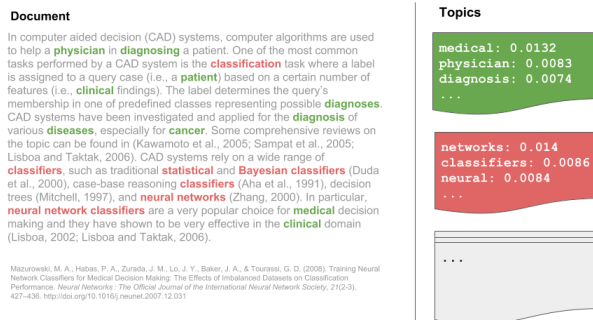 Document
In computer aided decision (CAD) systems, computer algorithms are used
to help a physician in diagnosing a patient. One of the most common
tasks performed by a CAD system is the classification task where a label
is assigned to a query case (i.e., a patient) based on a certain number of
features (i.e., clinical findings). The label determines the query's
membership in one of predefined classes representing possible diagnoses.
CAD systems have been investigated and applied for the diagnosis of
various diseases, especially for cancer. Some comprehensive reviews on
the topic can be found in (Kawamoto et al., 2005; Sampat et al., 2005;
Lisboa and Taktak, 2006). CAD systems rely on a wide range of
classifiers, such as traditional statistical and Bayesian classifiers (Duda
et al., 2000), case-base reasoning classifiers (Aha et al., 1991), decision
trees (Mitchell, 1997), and neural networks (Zhang, 2000). In particular,
neural network classifiers are a very popular choice for medical decision
making and they have shown to be very effective in the clinical domain
(Lisboa, 2002; Lisboa and Taktak, 2006).
Mazurowski, M. A., Habas, P. A., Zurada, J. M., Lo, J. Y., Baker, J. A., & Tourassi, G. D. (2008). Training Neural
Network Classifiers for Medical Decision Making: The Effects of Imbalanced Datasets on Classification
Performance. Neural Networks : The Official Journal of the International Neural Network Society, 21(2-3),
427–436. http://doi.org/10.1016/j.neunet.2007.12.031
Topics
medical: 0.0132
physician: 0.0083
diagnosis: 0.0074
...
networks: 0.014
classifiers: 0.0086
neural: 0.0084
...
...